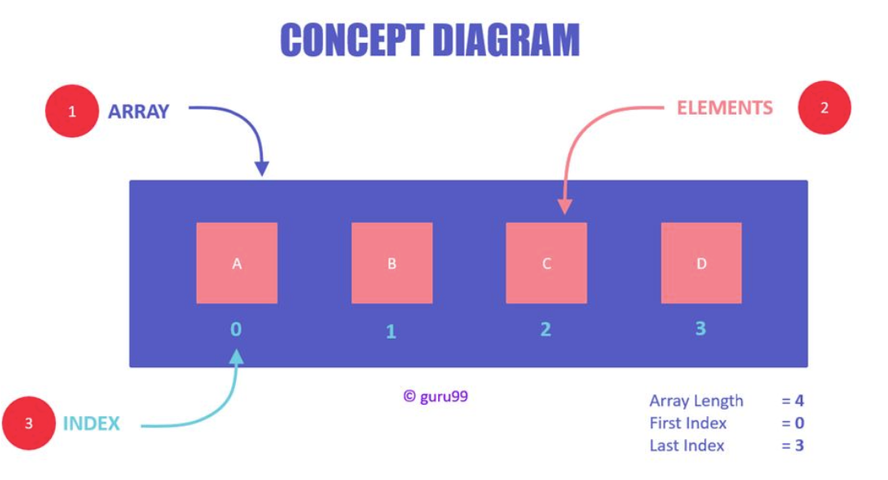 CONCEPT DIAGRAM
1 ARRAY
ELEMENTS 2
A B C D
0 1 2 3
3 INDEX
© guru99
Array Length = 4
First Index = 0
Last Index = 3